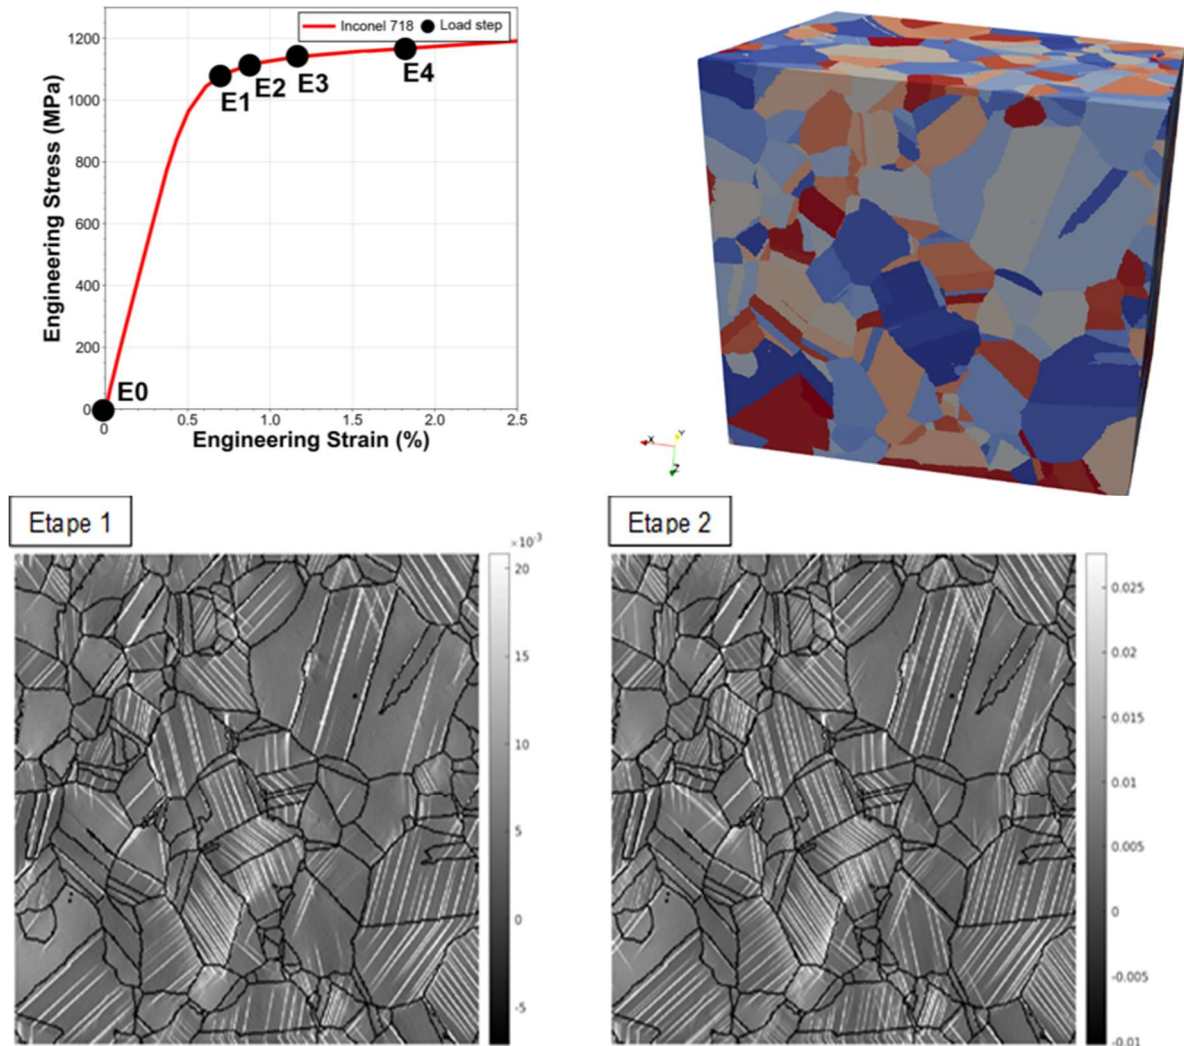 Inconel 718
Load step
1200
1000
800
600
400
200
0
0
0.5
1.0
1.5
2.0
2.5
E0
E1
E2
E3
E4
Engineering Stress (MPa)
Engineering Strain (%)
X
Y
Z
Etape 1
×10⁻³
20
15
10
5
0
-5
Etape 2
0.025
0.02
0.015
0.01
0.005
0
-0.005
-0.01